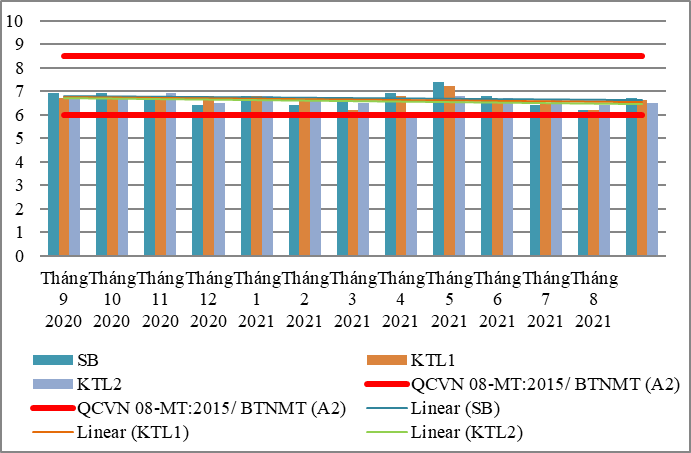 10
9
8
7
6
5
4
3
2
1
0
Tháng Tháng Tháng Tháng Tháng Tháng Tháng Tháng Tháng Tháng Tháng Tháng
9 10 11 12 1 2 3 4 5 6 7 8
2020 2020 2020 2020 2021 2021 2021 2021 2021 2021 2021 2021
SB KTL1
KTL2 QCVN 08-MT:2015/ BTNMT (A2)
QCVN 08-MT:2015/ BTNMT (A2) Linear (SB)
Linear (KTL1) Linear (KTL2)